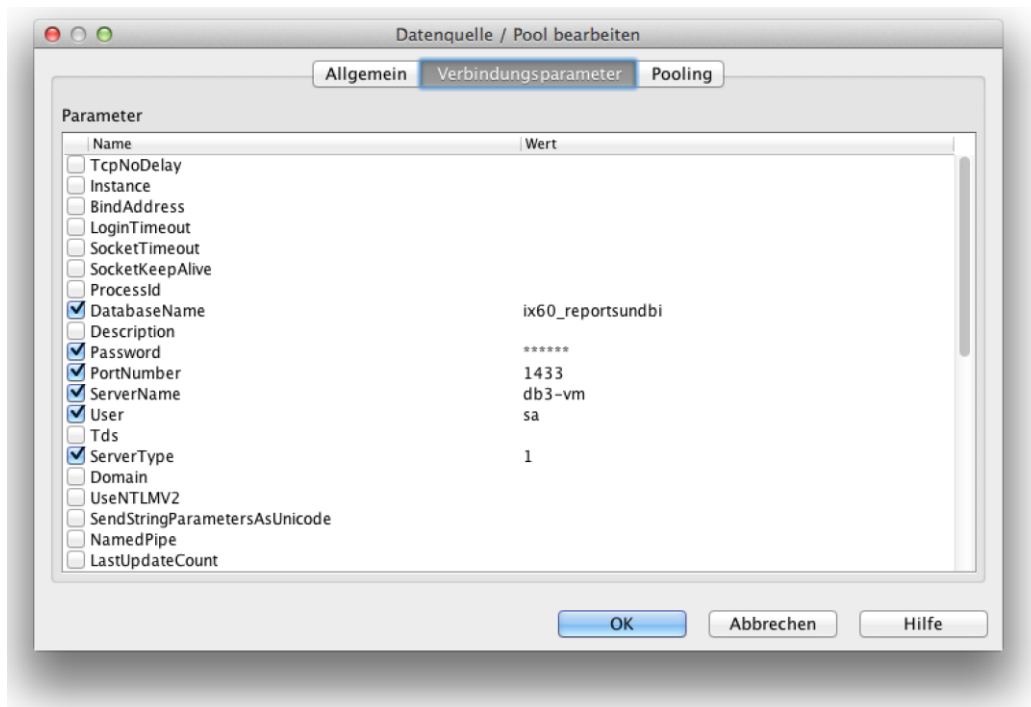 Datenquelle / Pool bearbeiten
Allgemein Verbindungsparameter Pooling
Parameter
Name Wert
TcpNoDelay
Instance
BindAddress
LoginTimeout
SocketTimeout
SocketKeepAlive
ProcessId
DatabaseName ix60_reportsundbi
Description
Password ******
PortNumber 1433
ServerName db3-vm
User sa
Tds
ServerType 1
Domain
UseNTLMV2
SendStringParametersAsUnicode
NamedPipe
LastUpdateCount
OK Abbrechen Hilfe